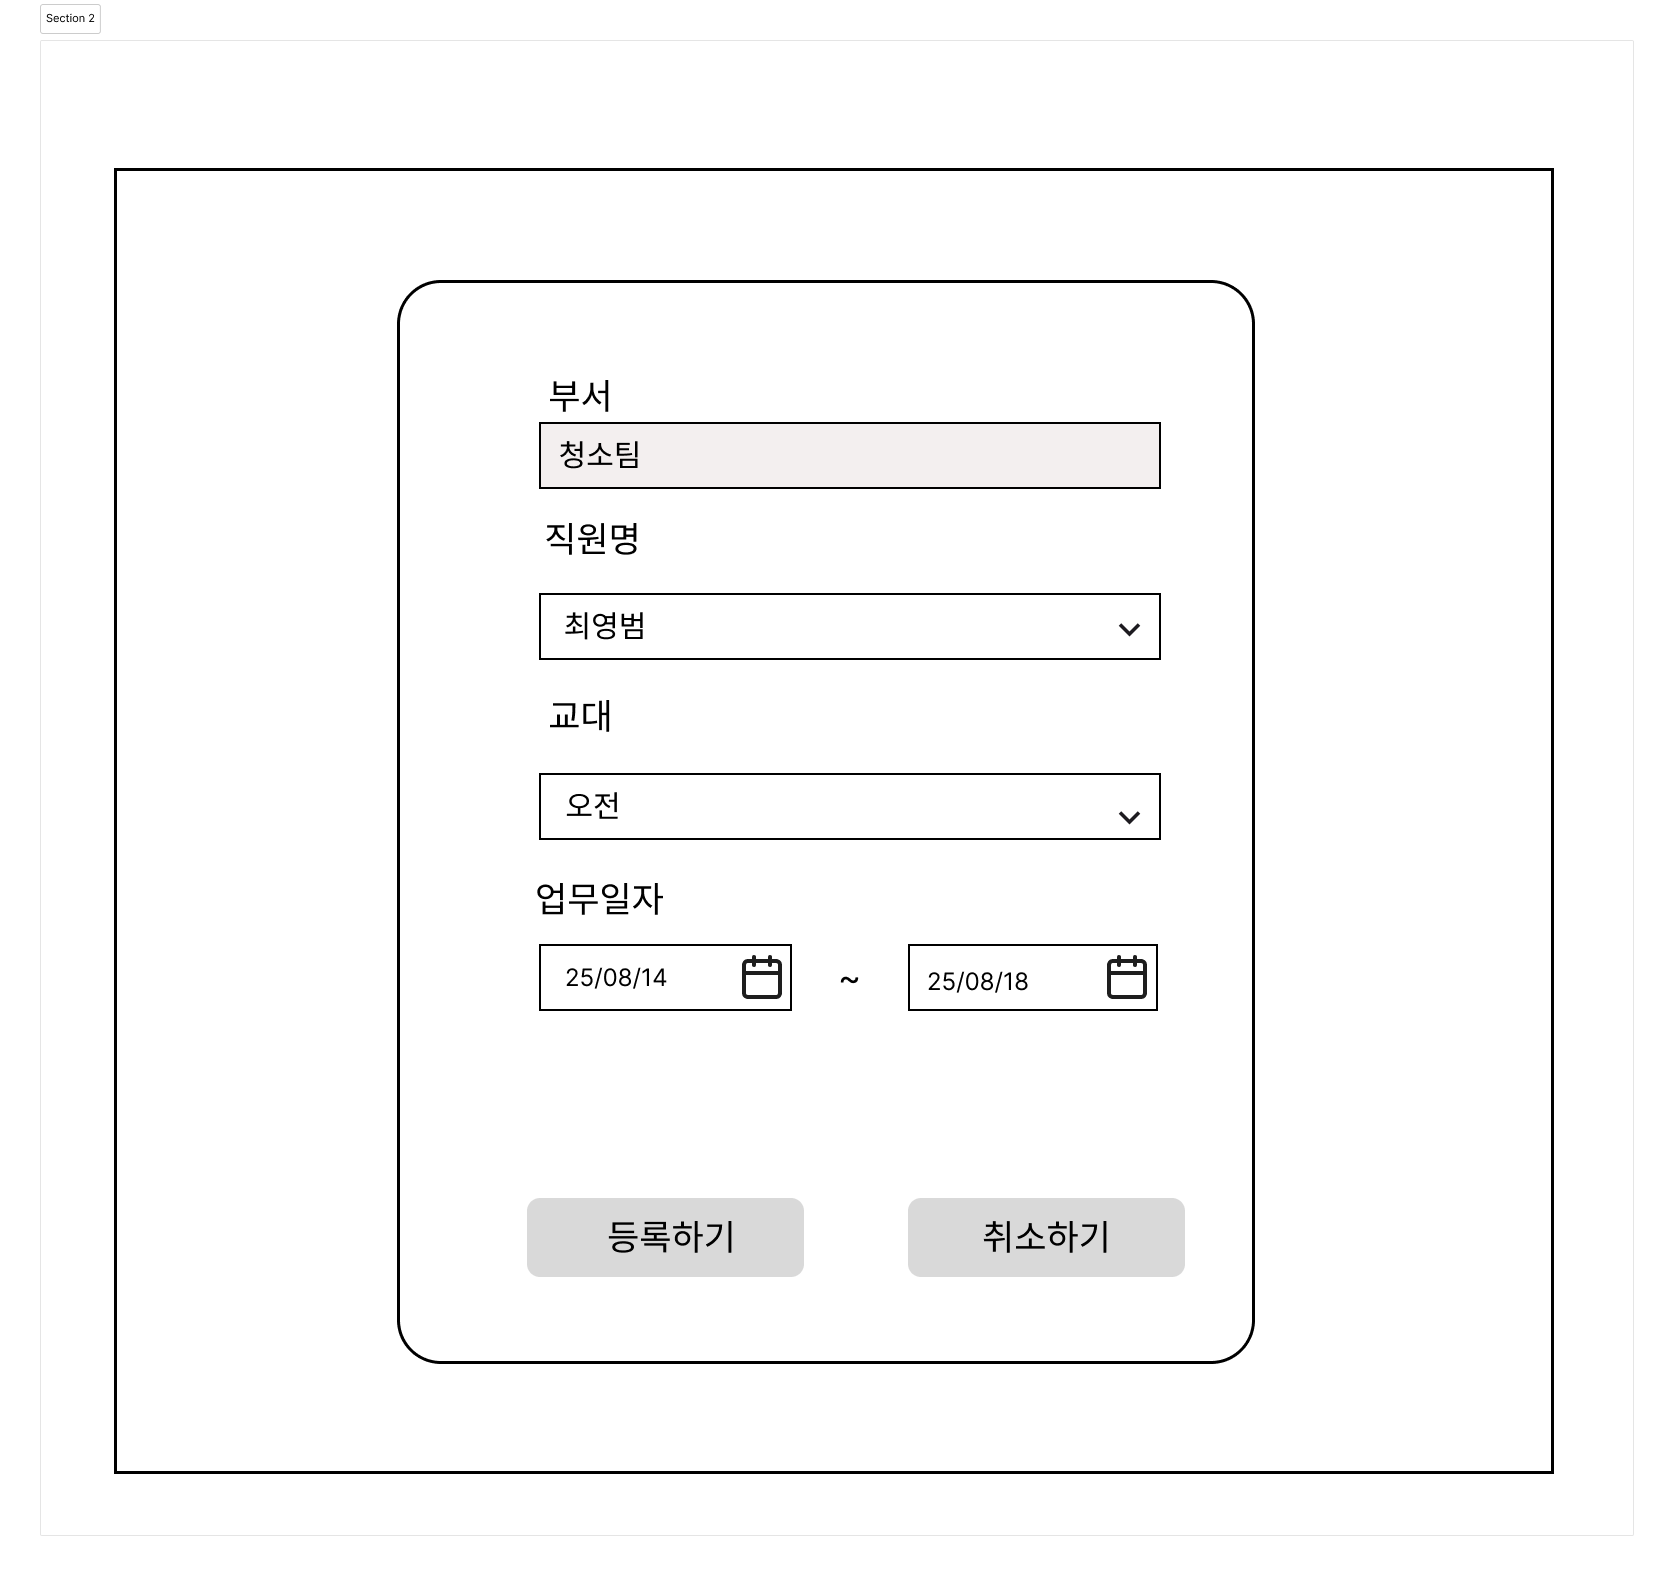 Section 2
부서
청소팀
직원명
최영범
교대
오전
업무일자
25/08/14 ~ 25/08/18
등록하기 취소하기